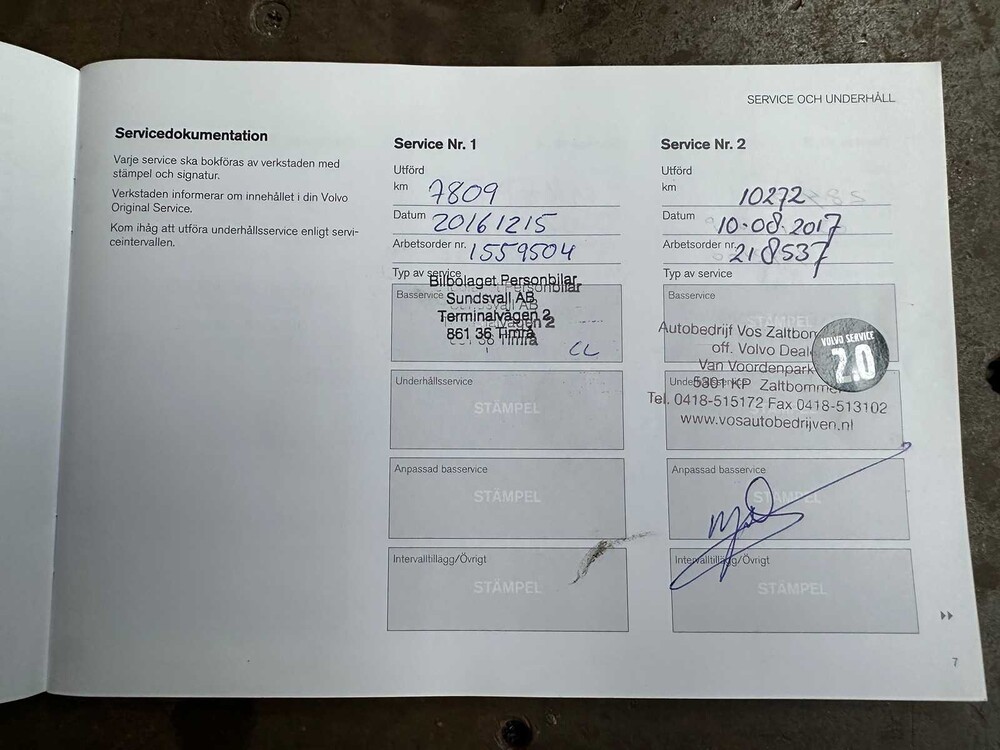 SERVICE OCH UNDERHÅLL
Servicedokumentation
Varje service ska bokföras av verkstaden med
stämpel och signatur.
Verkstaden informerar om innehållet i din Volvo
Original Service.
Kom ihåg att utföra underhållsservice enligt servi-
ceintervallen.
Service Nr. 1
Utförd
km 7809
Datum 20161215
Arbetsorder nr. 1559504
Typ av service
Bilbolaget Personbilar
Basservice
Sundsvall AB
Terminalvägen 2
861 36 Timrå
CL
Underhållsservice
STÄMPEL
Anpassad basservice
STÄMPEL
Intervalltillägg/Övrigt
STÄMPEL
Service Nr. 2
Utförd
km 10272
Datum 10-08-2017
Arbetsorder nr. 218537
Typ av service
Basservice
STÄMPEL
Autobedrijf Vos Zaltbom
off. Volvo Deale
Van Voordenpark
Underhållsservice
5301 KP Zaltbomme
Tel. 0418-515172 Fax 0418-513102
www.vosautobedrijven.nl
VOLVO SERVICE
2.0
Anpassad basservice
STÄMPEL
Intervalltillägg/Övrigt
STÄMPEL
7